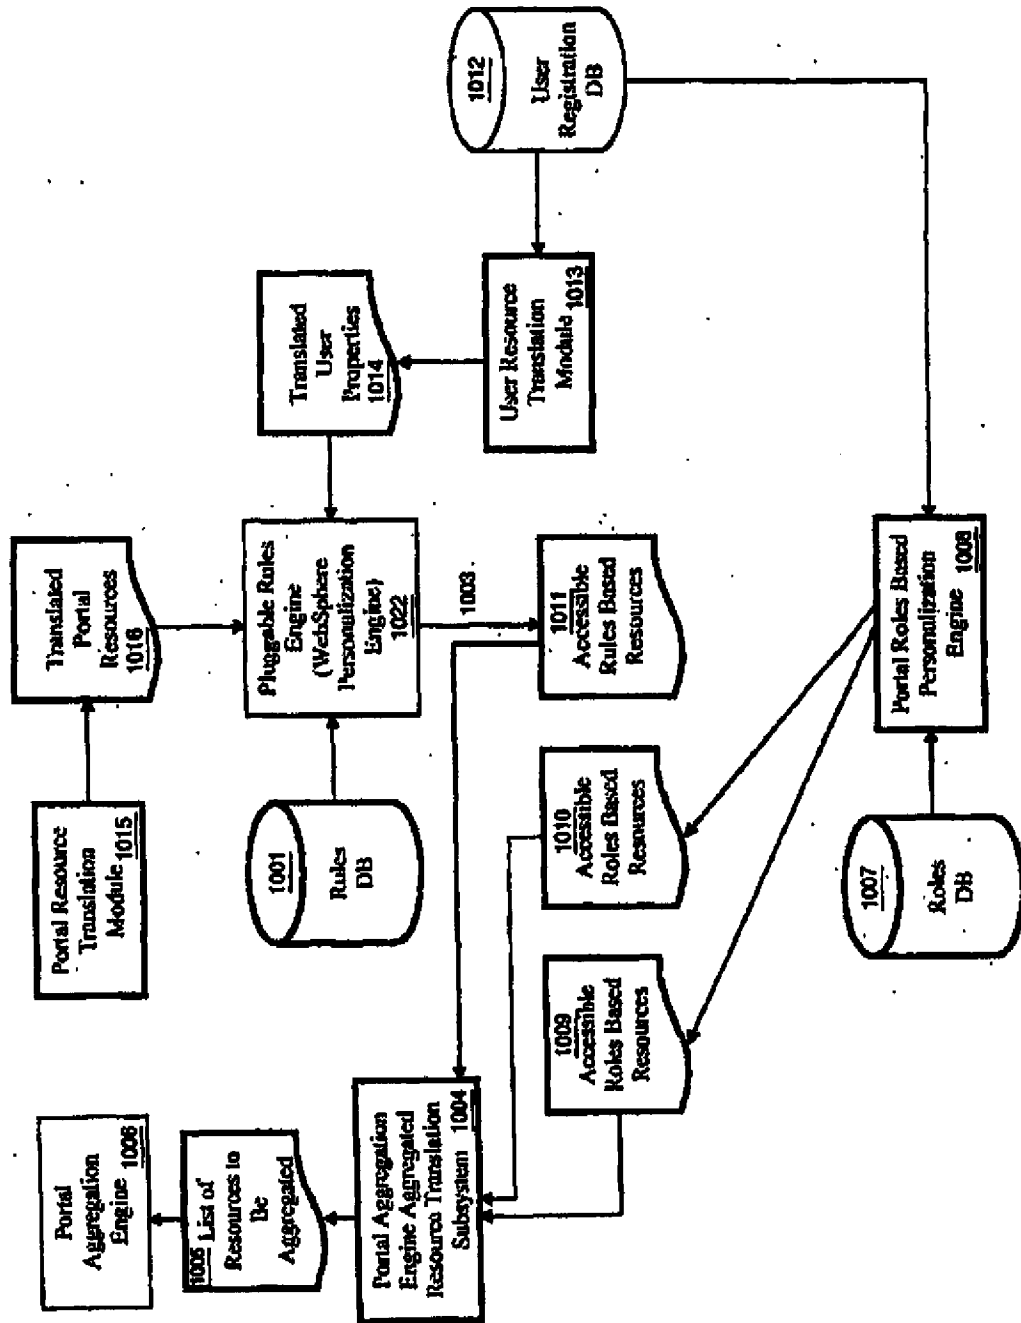 Portal
Aggregation
Engine 1006
1005 List of
Resources to
Be
Aggregated
Portal Aggregation
Engine Aggregated
Resource Translation
Subsystem 1004
Portal Resource
Translation
Module 1015
Translated
Portal
Resources
1016
1001
Rules
DB
Pluggable Rules
Engine
(WebSphere
Personalization
Engine)
1022
1003
Translated
User
Properties
1014
User Resource
Translation
Module 1013
1012
User
Registration
DB
1009
Accessible
Roles Based
Resources
1010
Accessible
Roles Based
Resources
1011
Accessible
Rules Based
Resources
1007
Roles
DB
Portal Roles Based
Personalization
Engine 1008